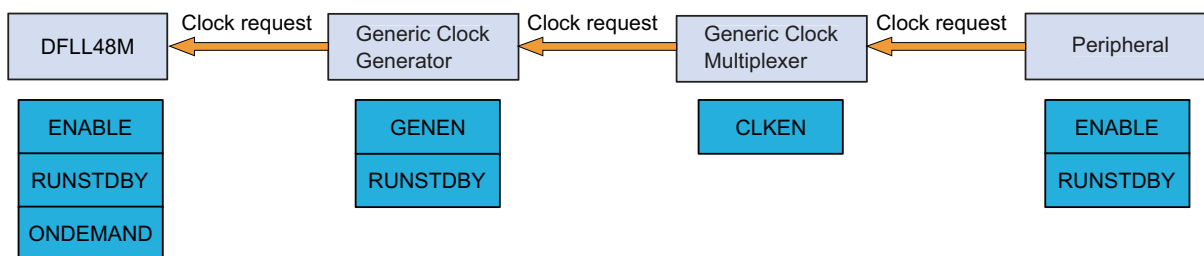 Clock request
Clock request
Clock request
DFLL48M
Generic Clock
Generator
Generic Clock
Multiplexer
Peripheral
ENABLE
GENEN
CLKEN
ENABLE
RUNSTDBY
RUNSTDBY
RUNSTDBY
ONDEMAND